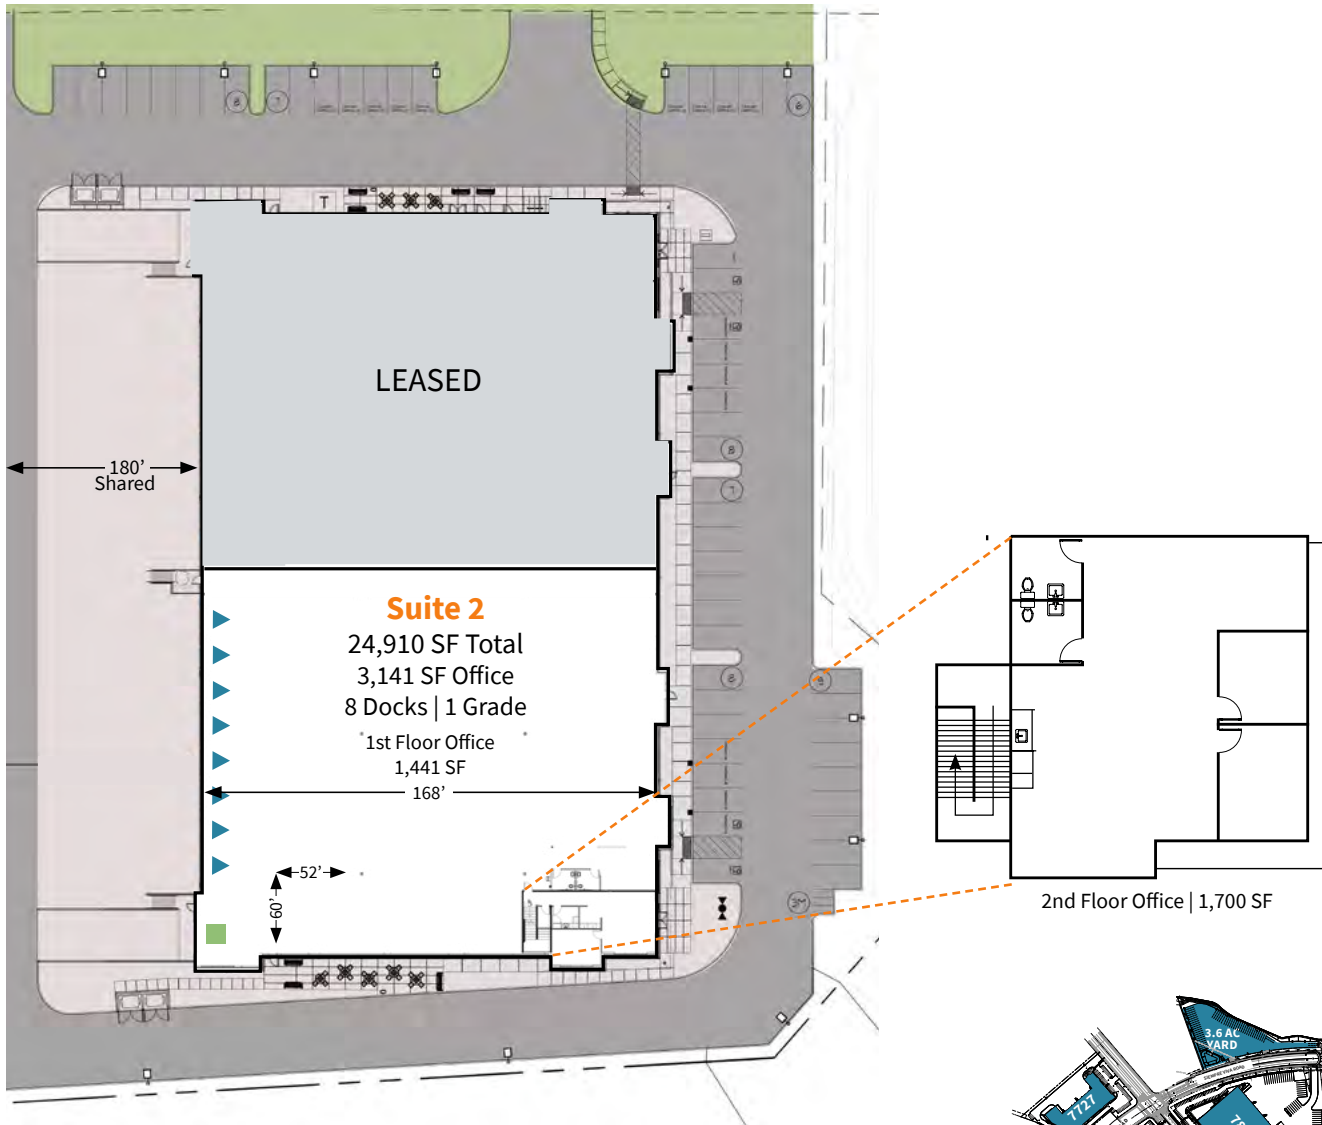 T
LEASED
180’
Shared
Suite 2
24,910 SF Total
3,141 SF Office
8 Docks | 1 Grade
1st Floor Office
1,441 SF
168’
52’
60’
2nd Floor Office | 1,700 SF
3.6 AC
YARD
7727